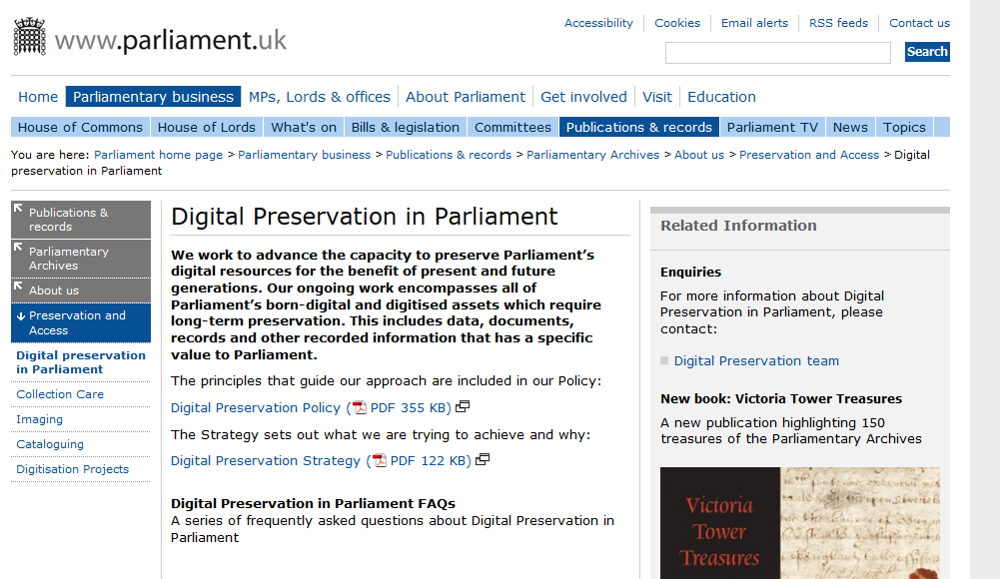 www.parliament.uk
Accessibility Cookies Email alerts RSS feeds Contact us
Search
Home Parliamentary business MPs, Lords & offices About Parliament Get involved Visit Education
House of Commons House of Lords What's on Bills & legislation Committees Publications & records Parliament TV News Topics
You are here: Parliament home page > Parliamentary business > Publications & records > Parliamentary Archives > About us > Preservation and Access > Digital
preservation in Parliament
Publications &
records
Parliamentary
Archives
About us
Preservation and
Access
Digital preservation
in Parliament
Collection Care
Imaging
Cataloguing
Digitisation Projects
Digital Preservation in Parliament
We work to advance the capacity to preserve Parliament's
digital resources for the benefit of present and future
generations. Our ongoing work encompasses all of
Parliament's born-digital and digitised assets which require
long-term preservation. This includes data, documents,
records and other recorded information that has a specific
value to Parliament.
The principles that guide our approach are included in our Policy:
Digital Preservation Policy (PDF 355 KB)
The Strategy sets out what we are trying to achieve and why:
Digital Preservation Strategy (PDF 122 KB)
Digital Preservation in Parliament FAQs
A series of frequently asked questions about Digital Preservation in
Parliament
Related Information
Enquiries
For more information about Digital
Preservation in Parliament, please
contact:
Digital Preservation team
New book: Victoria Tower Treasures
A new publication highlighting 150
treasures of the Parliamentary Archives
Victoria
Tower
Treasures